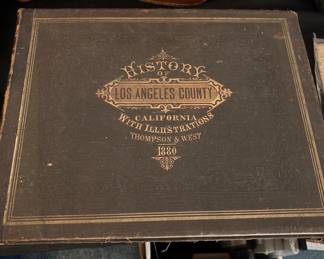 HISTORY
OF
LOS ANGELES COUNTY
CALIFORNIA
WITH ILLUSTRATIONS
THOMPSON & WEST
1880